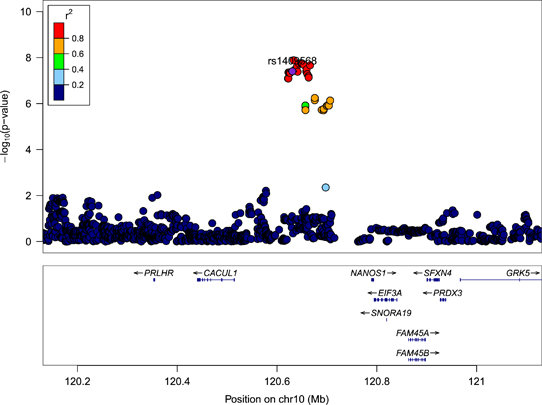 r²
0.8
0.6
0.4
0.2
10
8
6
4
2
0
−log₁₀(p−value)
PRLHR
CACUL1
NANOS1
SFXN4
GRK5
EIF3A
PRDX3
SNORA19
FAM45A
FAM45B
120.2 120.4 120.6 120.8 121
Position on chr10 (Mb)